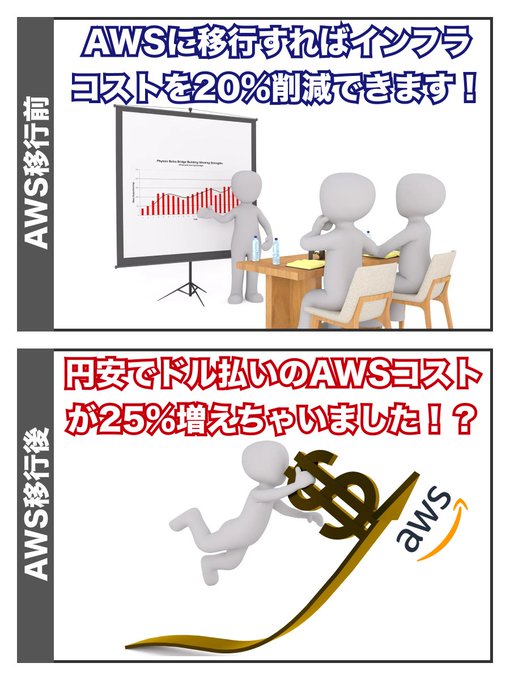 AWS移行前
AWSに移行すればインフラ
コストを20%削減できます！
AWS移行後
円安でドル払いのAWSコスト
が25%増えちゃいました！？
aws